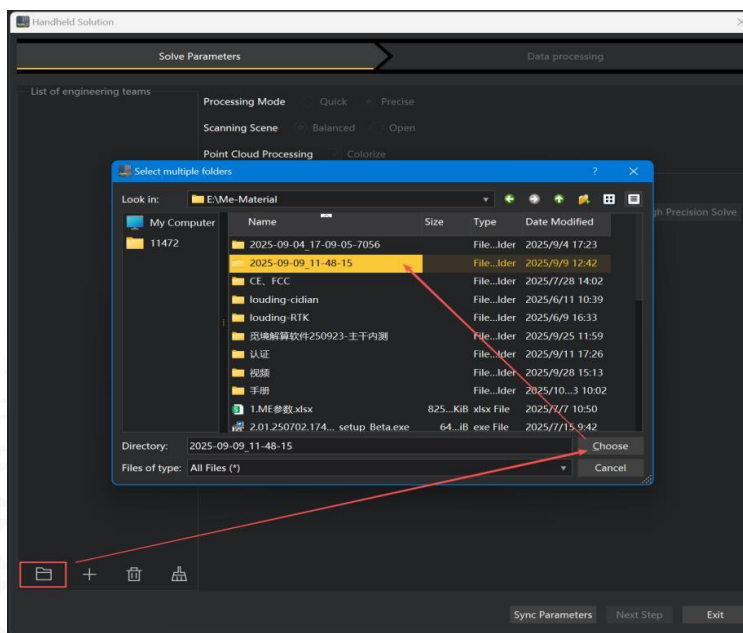 Handheld Solution
Solve Parameters Data processing
List of engineering teams
Processing Mode Quick Precise
Scanning Scene Balanced Open
Point Cloud Processing Colorize
Select multiple folders ? ×
Look in: E:\Me-Material
gh Precision Solve
My Computer
11472
Name Size Type Date Modified
2025-09-04_17-09-05-7056 File...lder 2025/9/4 17:23
2025-09-09_11-48-15 File...lder 2025/9/9 12:42
CE、FCC File...lder 2025/7/28 14:02
louding-cidian File...lder 2025/6/11 10:39
louding-RTK File...lder 2025/6/9 16:33
觅境解算软件250923-主干内测 File...lder 2025/9/25 11:59
认证 File...lder 2025/9/11 17:26
视频 File...lder 2025/9/28 15:13
手册 File...lder 2025/10...3 10:02
1.ME参数.xlsx 825...KiB xlsx File 2025/7/7 10:50
2.01.250702.174... setup Beta.exe 64...iB exe File 2025/7/15 9:42
Directory: 2025-09-09_11-48-15 Choose
Files of type: All Files (*) Cancel
Sync Parameters Next Step Exit